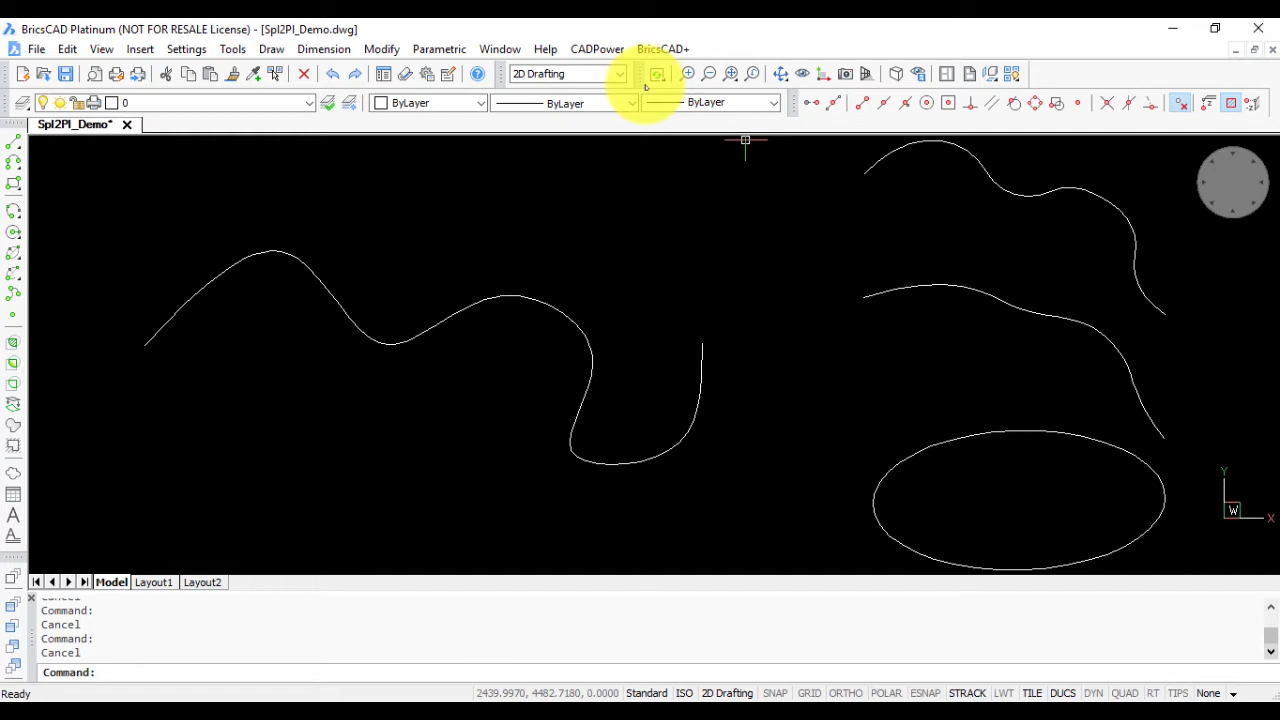 BricsCAD Platinum (NOT FOR RESALE License) - [Spl2Pl_Demo.dwg]
File Edit View Insert Settings Tools Draw Dimension Modify Parametric Window Help CADPower BricsCAD+
2D Drafting
0 ByLayer ByLayer ByLayer
Spl2Pl_Demo*
Y
W
X
Model Layout1 Layout2
Cancel
Command:
Cancel
Command:
Cancel
Command:
Ready 2439.9970, 4482.7180, 0.0000 Standard ISO 2D Drafting SNAP GRID ORTHO POLAR ESNAP STRACK LWT TILE DUCS DYN QUAD RT TIPS None